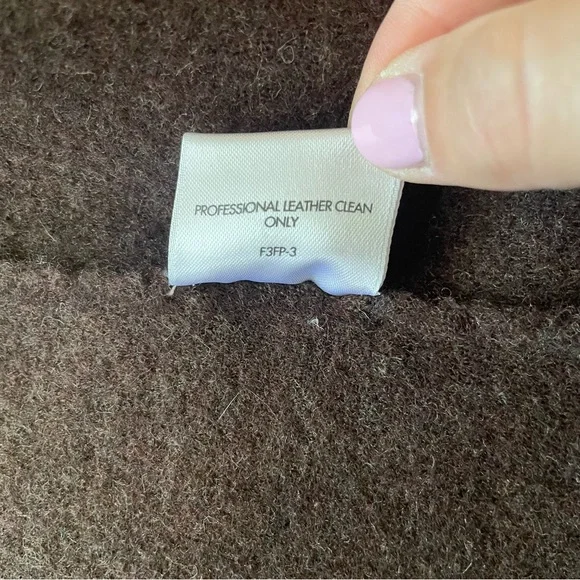 PROFESSIONAL LEATHER CLEAN
ONLY
F3FP-3